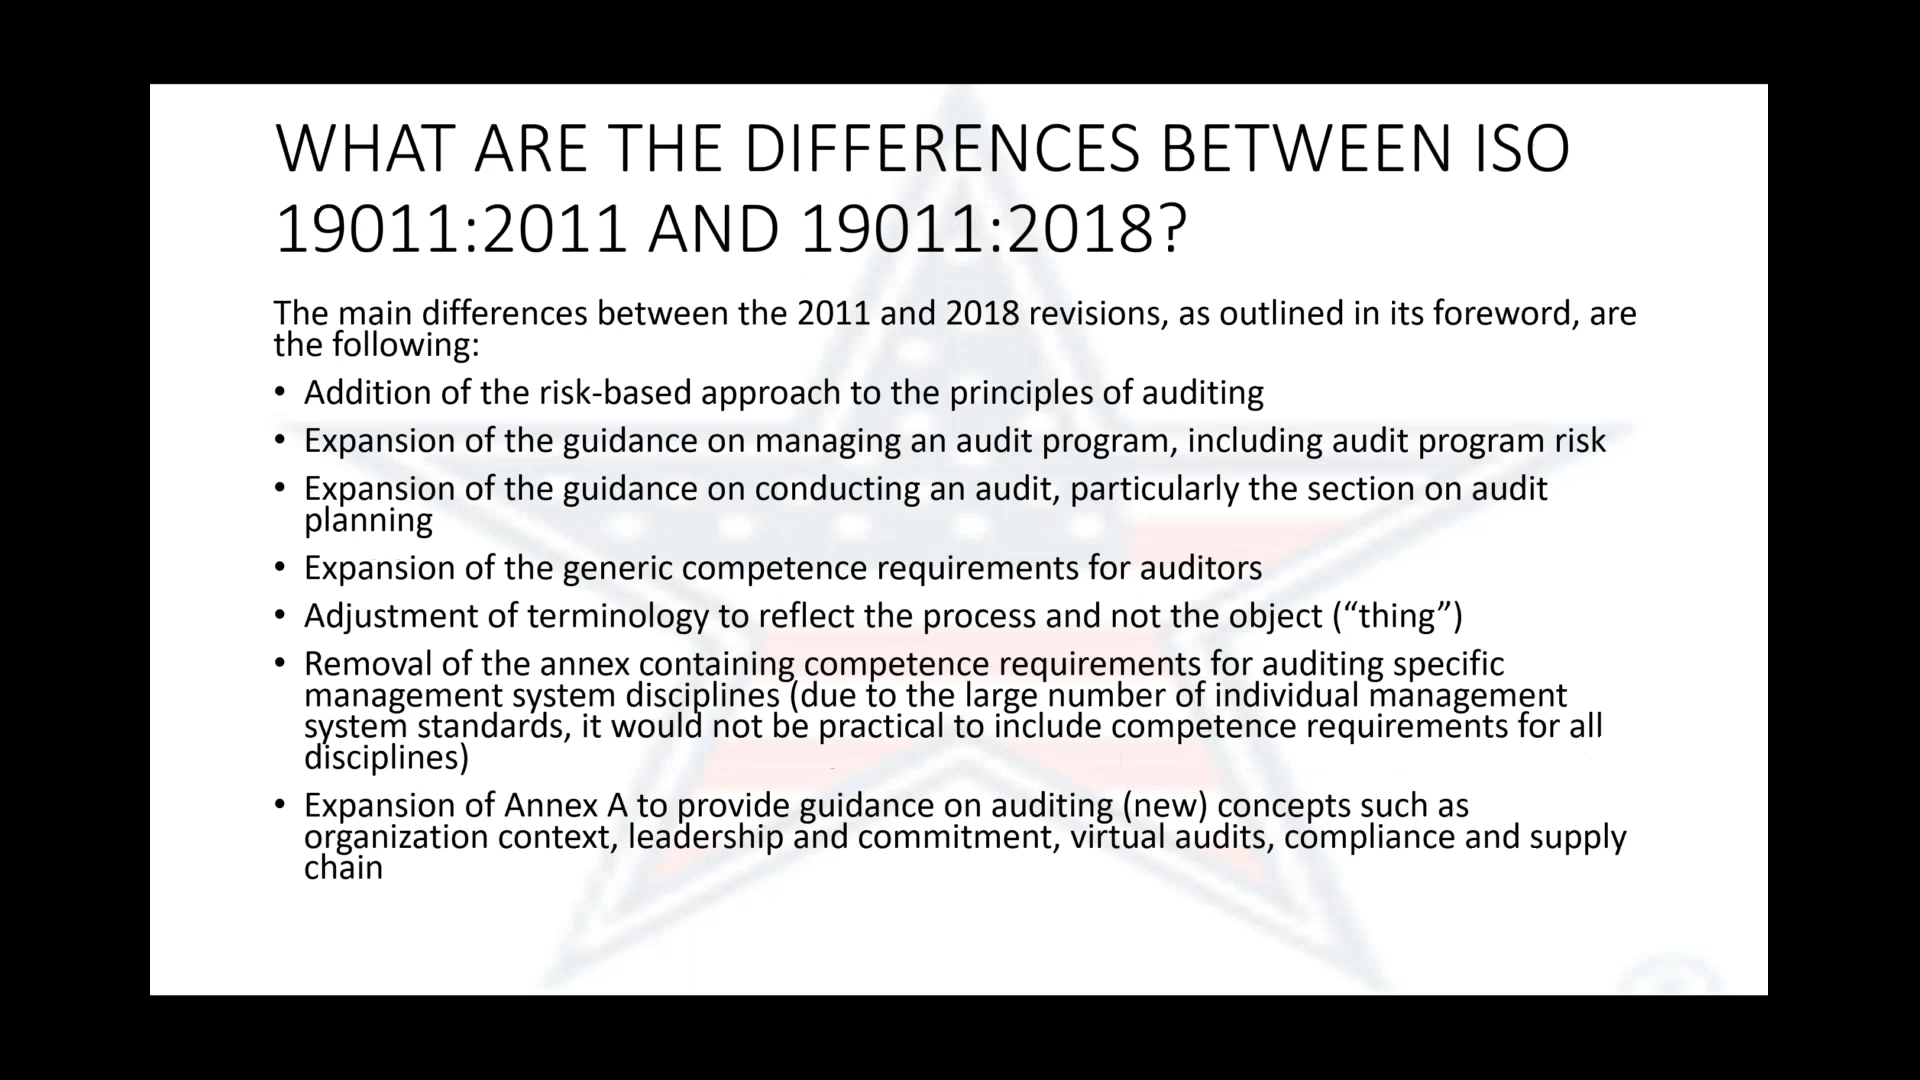 WHAT ARE THE DIFFERENCES BETWEEN ISO
19011:2011 AND 19011:2018?
The main differences between the 2011 and 2018 revisions, as outlined in its foreword, are
the following:
• Addition of the risk-based approach to the principles of auditing
• Expansion of the guidance on managing an audit program, including audit program risk
• Expansion of the guidance on conducting an audit, particularly the section on audit
planning
• Expansion of the generic competence requirements for auditors
• Adjustment of terminology to reflect the process and not the object (“thing”)
• Removal of the annex containing competence requirements for auditing specific
management system disciplines (due to the large number of individual management
system standards, it would not be practical to include competence requirements for all
disciplines)
• Expansion of Annex A to provide guidance on auditing (new) concepts such as
organization context, leadership and commitment, virtual audits, compliance and supply
chain